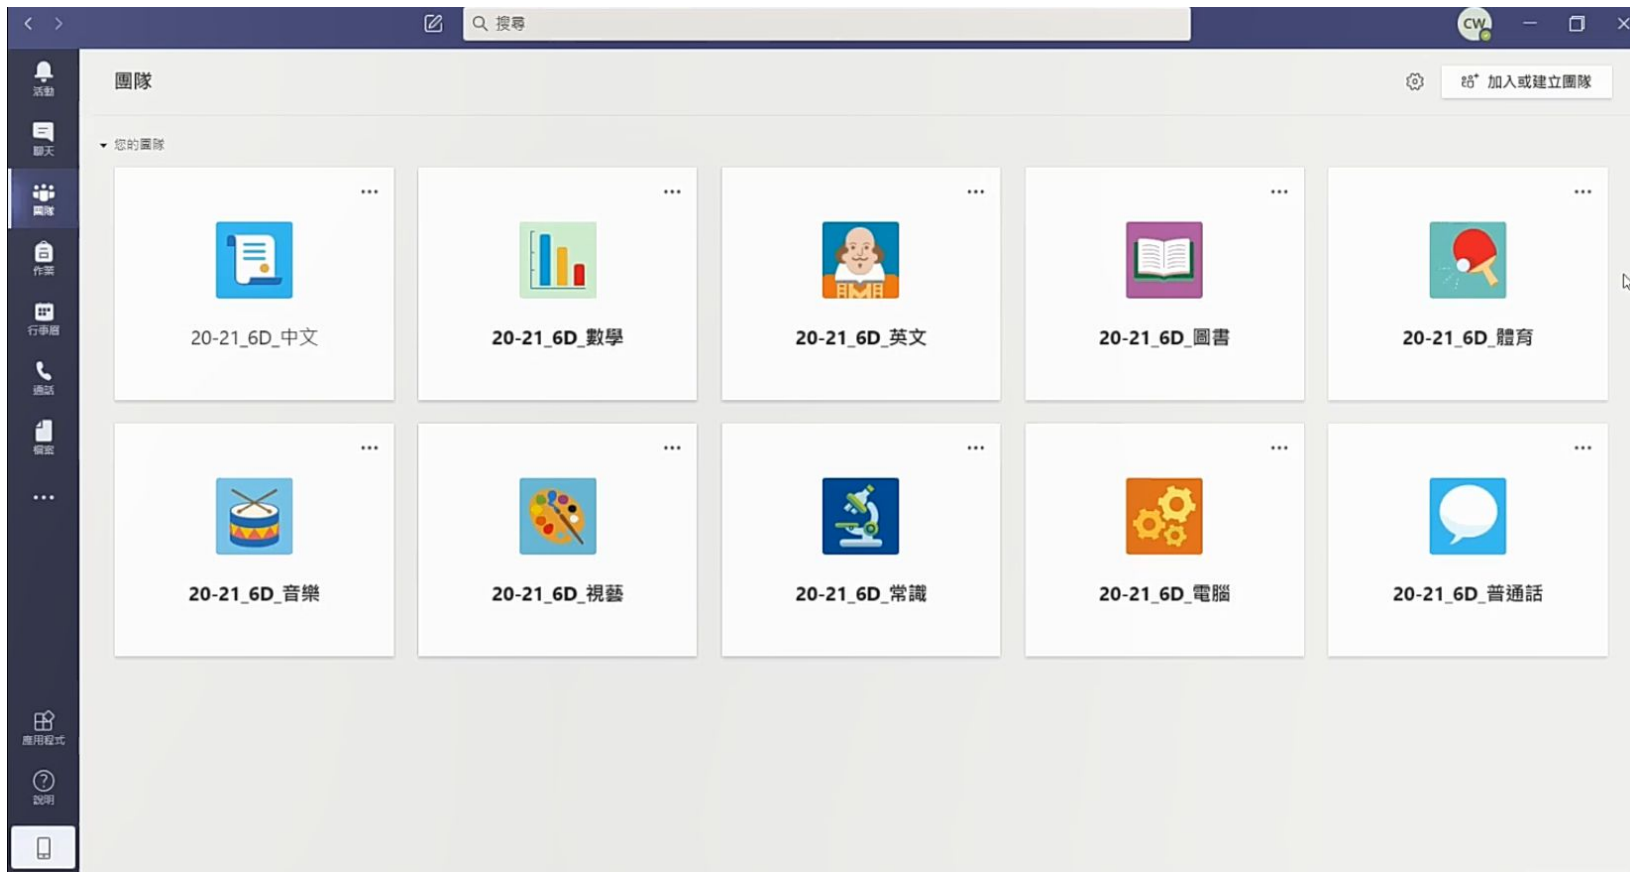 搜尋
CW
活動
聊天
團隊
作業
行事曆
通話
檔案
應用程式
說明
團隊
加入或建立團隊
您的團隊
20-21_6D_中文
20-21_6D_數學
20-21_6D_英文
20-21_6D_圖書
20-21_6D_體育
20-21_6D_音樂
20-21_6D_視藝
20-21_6D_常識
20-21_6D_電腦
20-21_6D_普通話